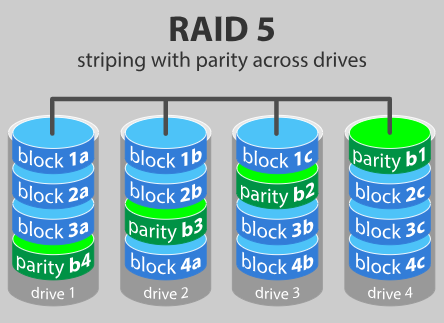 RAID 5
striping with parity across drives
block 1a
block 2a
block 3a
parity b4
drive 1
block 1b
block 2b
parity b3
block 4a
drive 2
block 1c
parity b2
block 3b
block 4b
drive 3
parity b1
block 2c
block 3c
block 4c
drive 4